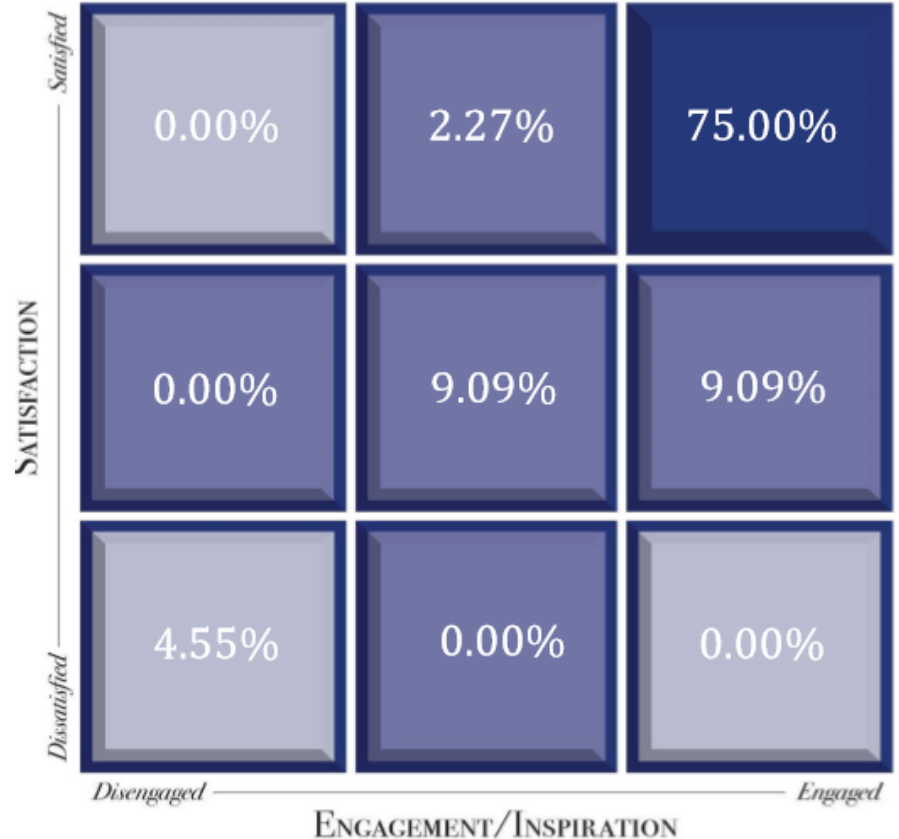 Satisfied
0.00%
2.27%
75.00%
SATISFACTION
0.00%
9.09%
9.09%
4.55%
0.00%
0.00%
Dissatisfied
Disengaged
Engaged
ENGAGEMENT/INSPIRATION